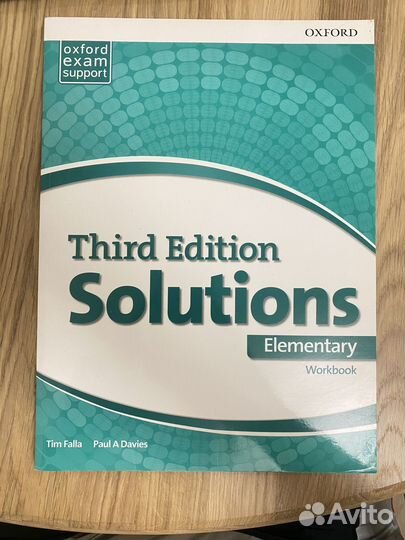 OXFORD
oxford
exam
support
Third Edition
Solutions
Elementary
Workbook
Tim Falla Paul A Davies
Avito